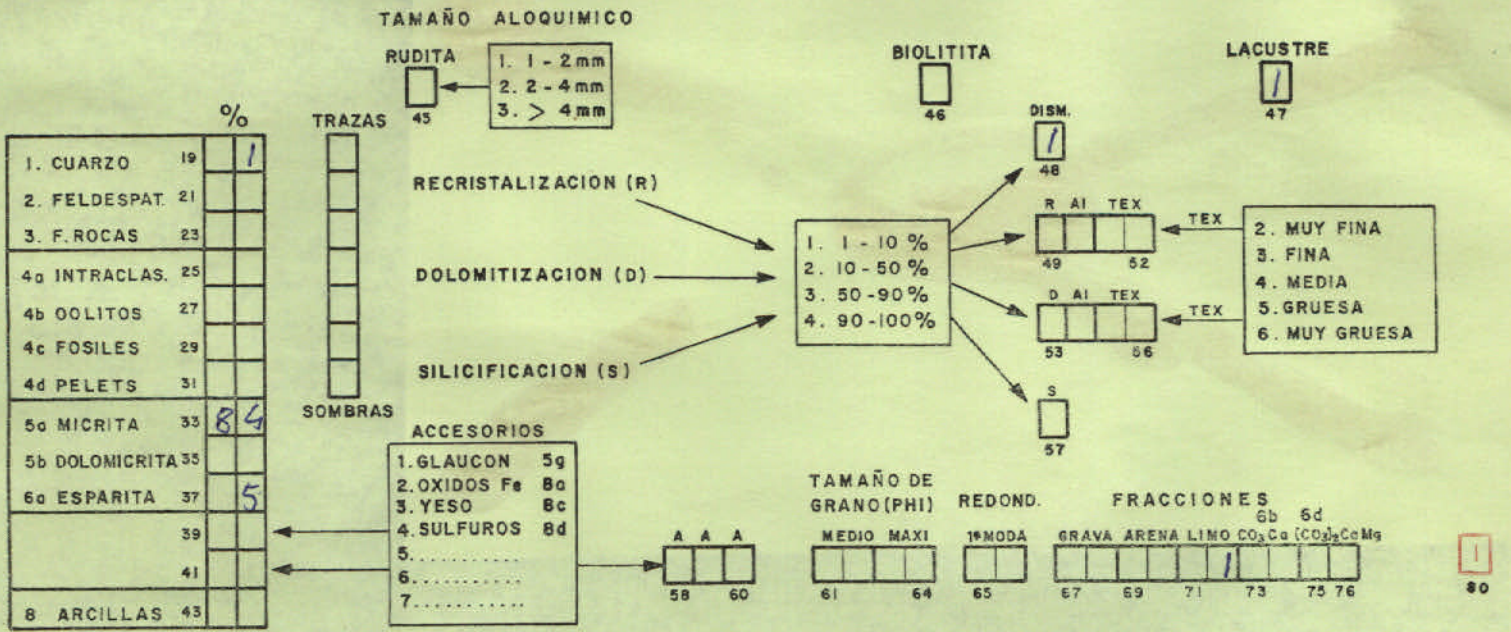 TAMAÑO ALOQUIMICO
RUDITA
45
1. 1 - 2 mm
2. 2 - 4 mm
3. > 4 mm
BIOLITITA
46
LACUSTRE
1
47
%
1. CUARZO 19 1
2. FELDESPAT. 21
3. F. ROCAS 23
4a INTRACLAS. 25
4b OOLITOS 27
4c FOSILES 29
4d PELETS 31
5a MICRITA 33 84
5b DOLOMICRITA 35
6a ESPARITA 37 5
39
41
8 ARCILLAS 43
TRAZAS
SOMBRAS
RECRISTALIZACION (R)
DOLOMITIZACION (D)
SILICIFICACION (S)
1. 1 - 10 %
2. 10 - 50 %
3. 50 - 90 %
4. 90 - 100 %
DISM.
1
48
R AI TEX
49 52
D AI TEX
53 56
S
57
TEX
TEX
2. MUY FINA
3. FINA
4. MEDIA
5. GRUESA
6. MUY GRUESA
ACCESORIOS
1. GLAUCON 5g
2. OXIDOS Fe 8a
3. YESO 8c
4. SULFUROS 8d
5...........
6...........
7...........
A A A
58 60
TAMAÑO DE
GRANO (PHI)
MEDIO MAXI
61 64
REDOND.
1ª MODA
65
FRACCIONES
6b 6d
GRAVA ARENA LIMO CO3Ca (CO3)2CaMg
1
67 69 71 73 75 76
1
80